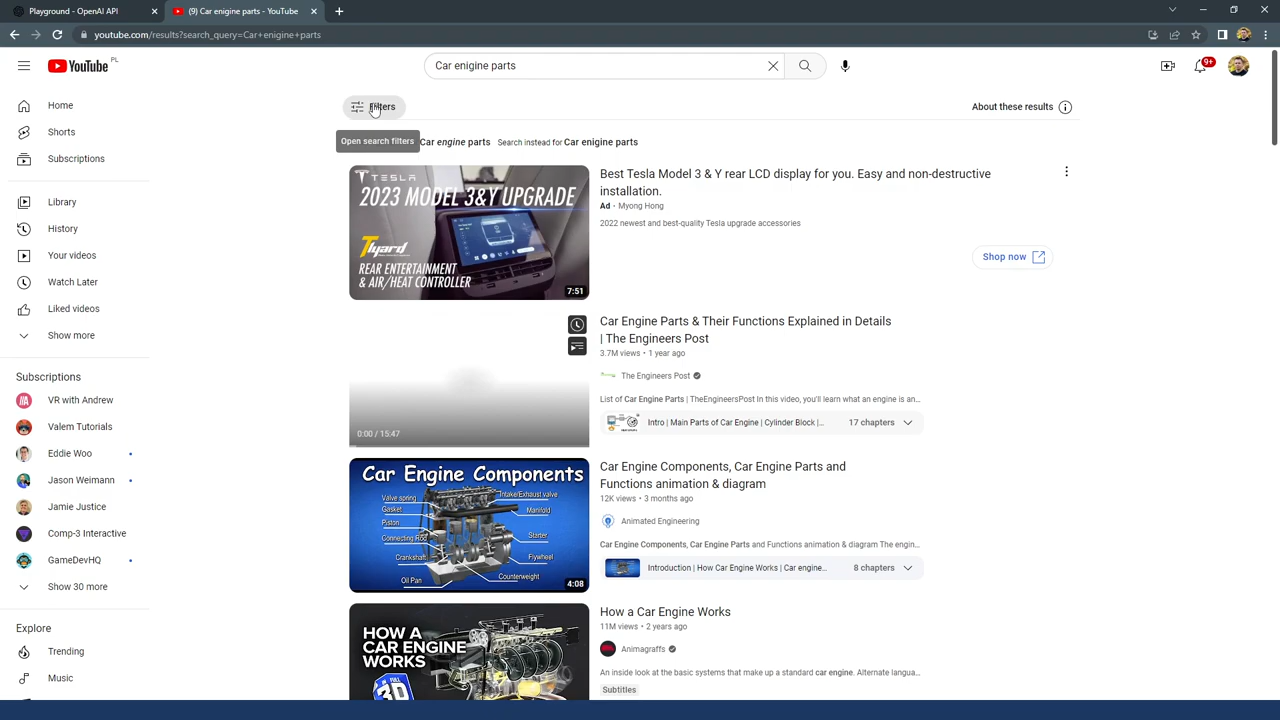 Playground - OpenAI API
(9) Car enigine parts - YouTube
youtube.com/results?search_query=Car+enigine+parts
YouTube PL
Car enigine parts
9+
Filters
About these results
Open search filters
Car engine parts Search instead for Car enigine parts
Home
Shorts
Subscriptions
Library
History
Your videos
Watch Later
Liked videos
Show more
Subscriptions
VR with Andrew
Valem Tutorials
Eddie Woo
Jason Weimann
Jamie Justice
Comp-3 Interactive
GameDevHQ
Show 30 more
Explore
Trending
Music
TESLA
2023 MODEL 3&Y UPGRADE
Tlyard
REAR ENTERTAINMENT
& AIR/HEAT CONTROLLER
7:51
Best Tesla Model 3 & Y rear LCD display for you. Easy and non-destructive
installation.
Ad · Myong Hong
2022 newest and best-quality Tesla upgrade accessories
Shop now
0:00 / 15:47
Car Engine Parts & Their Functions Explained in Details
| The Engineers Post
3.7M views • 1 year ago
The Engineers Post
List of Car Engine Parts | TheEngineersPost In this video, you'll learn what an engine is an...
Intro | Main Parts of Car Engine | Cylinder Block |...
17 chapters
Car Engine Components
Valve spring
Gasket
Piston
Connecting Rod
Crankshaft
Oil Pan
Intake/Exhaust valve
Manifold
Starter
Flywheel
Counterweight
4:08
Car Engine Components, Car Engine Parts and
Functions animation & diagram
12K views • 3 months ago
Animated Engineering
Car Engine Components, Car Engine Parts and Functions animation & diagram The engin...
Introduction | How Car Engine Works | Car engine...
8 chapters
HOW A
CAR ENGINE
WORKS
FULL
3D
How a Car Engine Works
11M views • 2 years ago
Animagraffs
An inside look at the basic systems that make up a standard car engine. Alternate langua...
Subtitles